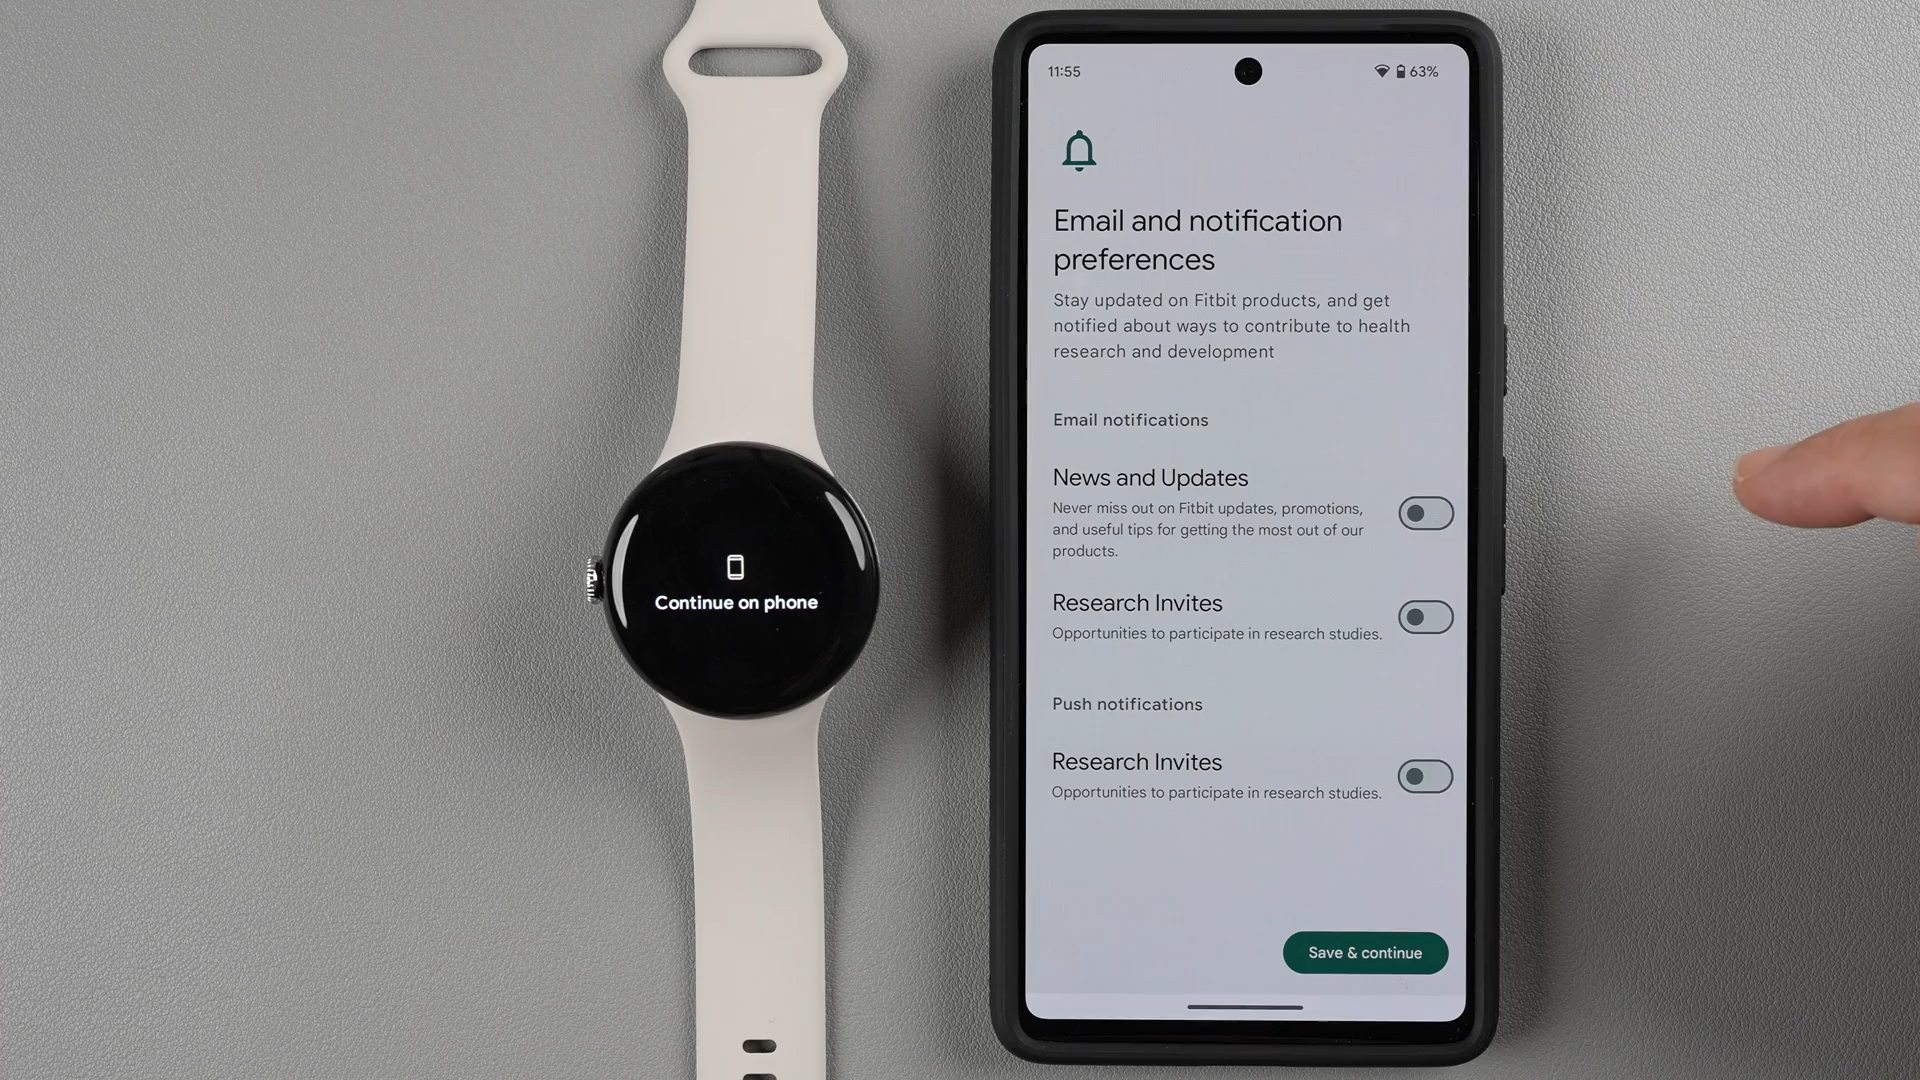 Continue on phone
11:55
63%
Email and notification
preferences
Stay updated on Fitbit products, and get
notified about ways to contribute to health
research and development
Email notifications
News and Updates
Never miss out on Fitbit updates, promotions,
and useful tips for getting the most out of our
products.
Research Invites
Opportunities to participate in research studies.
Push notifications
Research Invites
Opportunities to participate in research studies.
Save & continue